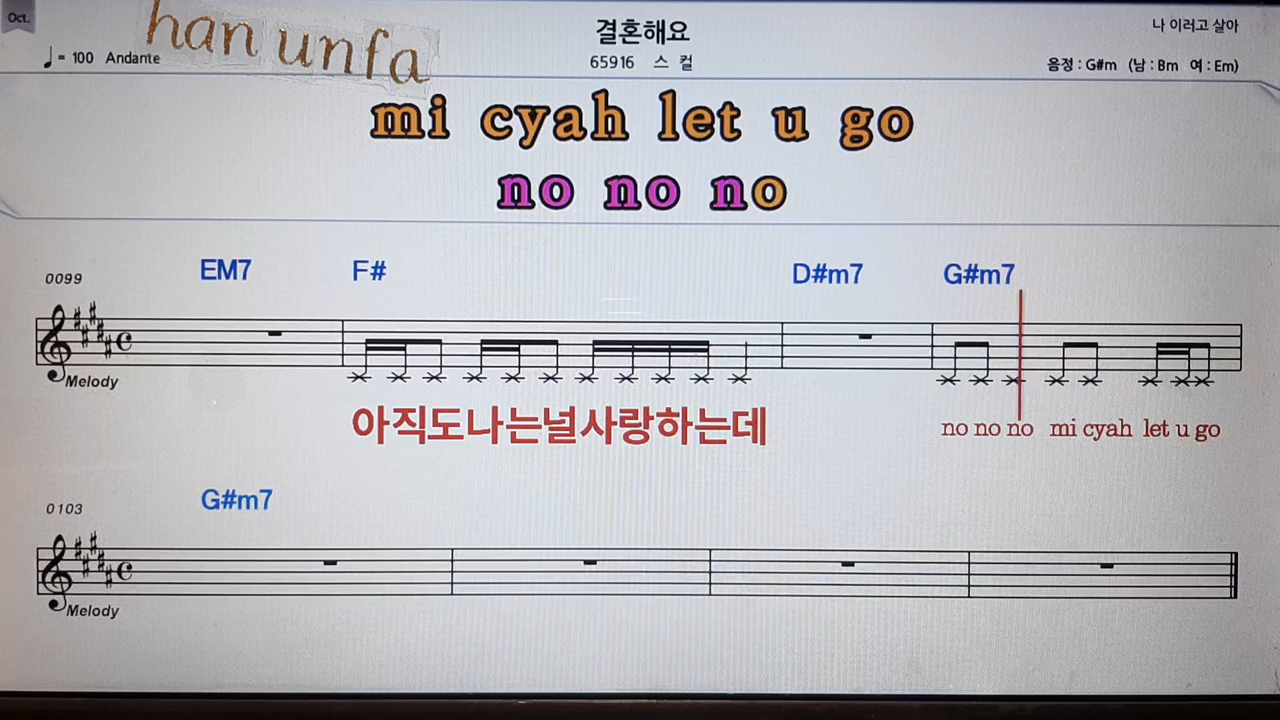 Oct.
han unfa
결혼해요
나 이러고 살아
♩= 100 Andante
65916 스 컬
음정 : G#m (남 : Bm 여 : Em)
mi cyah let u go
no no no
0099
EM7 F# D#m7 G#m7
Melody
아직도나는널사랑하는데 no no no mi cyah let u go
0103
G#m7
Melody